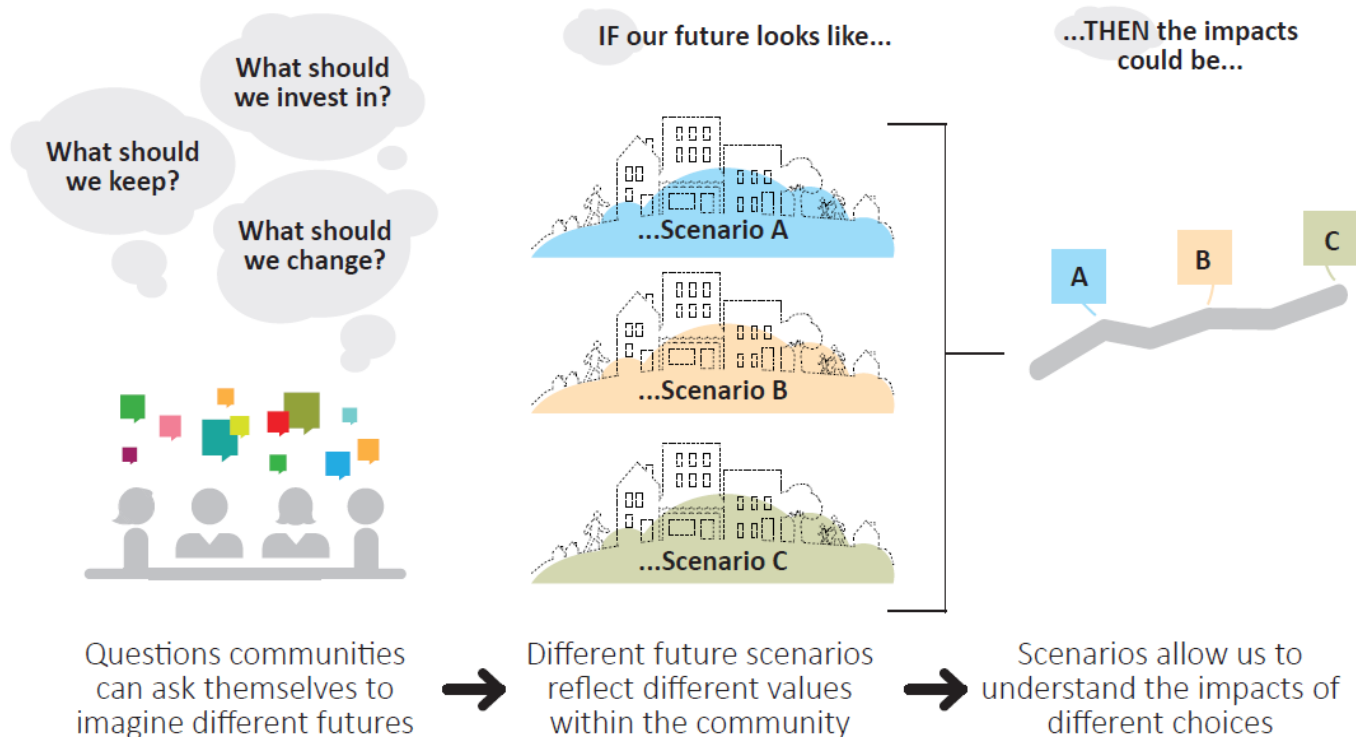 What should
we invest in?
What should
we keep?
What should
we change?
IF our future looks like...
...Scenario A
...Scenario B
...Scenario C
...THEN the impacts
could be...
A
B
C
Questions communities
can ask themselves to
imagine different futures
Different future scenarios
reflect different values
within the community
Scenarios allow us to
understand the impacts of
different choices